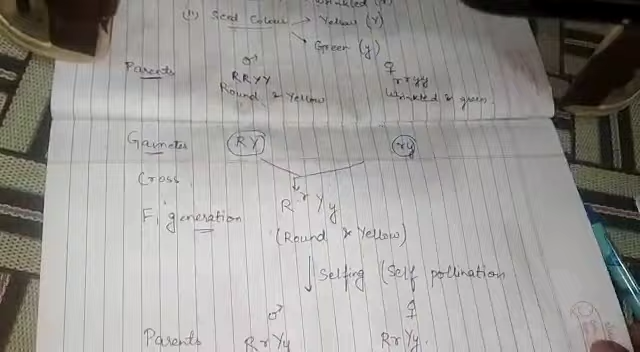 Wrinkled (r)
(ii) Seed Colour → Yellow (Y)
→ Green (y)
Parents ♂ ♀
RRYY rryy
Round & Yellow Wrinkled & green.
Gametes RY ry
Cross
F1 generation RrYy
(Round & Yellow)
↓ Selfing (Self pollination
♂ ♀
Parents RrYy RrYy